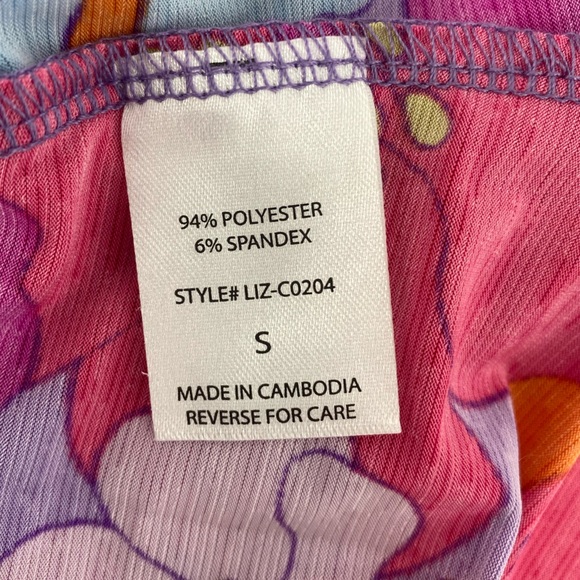 94% POLYESTER
6% SPANDEX
STYLE# LIZ-C0204
S
MADE IN CAMBODIA
REVERSE FOR CARE